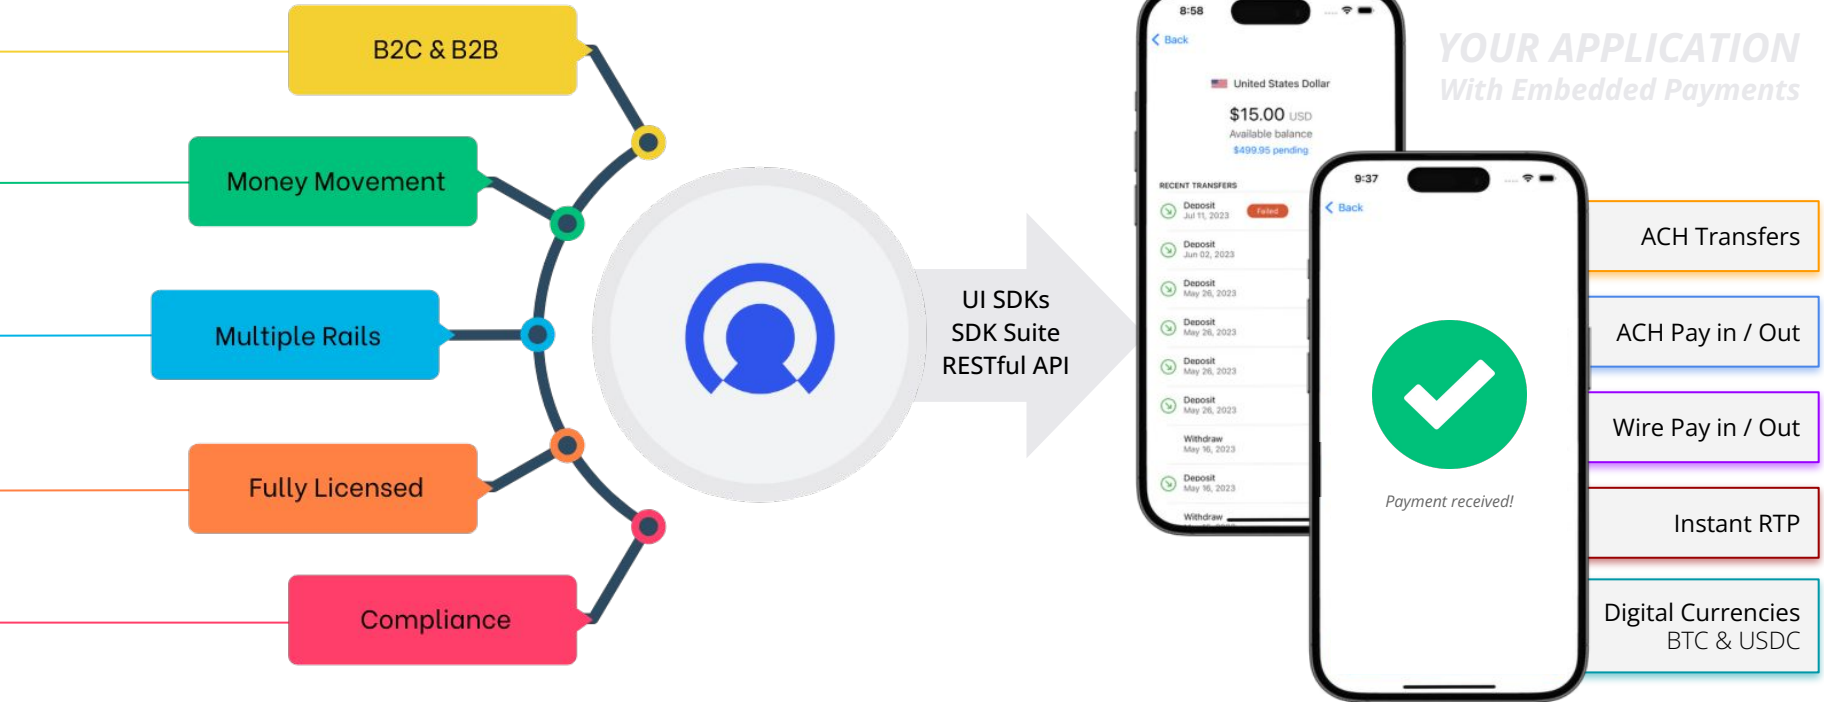 B2C & B2B
Money Movement
Multiple Rails
Fully Licensed
Compliance
UI SDKs
SDK Suite
RESTful API
8:58
Back
United States Dollar
$15.00 USD
Available balance
$499.95 pending
RECENT TRANSFERS
Deposit
Jul 11, 2023
Failed
Deposit
Jun 02, 2023
Deposit
May 26, 2023
Deposit
May 26, 2023
Deposit
May 26, 2023
Deposit
May 26, 2023
Withdraw
May 16, 2023
Deposit
May 16, 2023
Withdraw
9:37
Back
Payment received!
YOUR APPLICATION
With Embedded Payments
ACH Transfers
ACH Pay in / Out
Wire Pay in / Out
Instant RTP
Digital Currencies
BTC & USDC